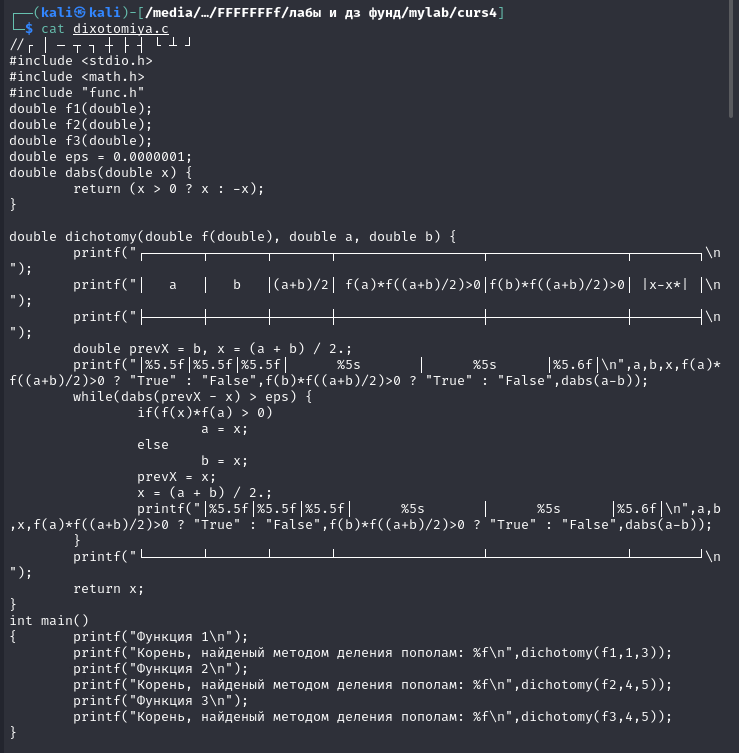 ┌──(kali㉿kali)-[/media/…/FFFFFFFf/лабы и дз фунд/mylab/curs4]
└─$ cat dixotomiya.c
//┌ │ ─ ┬ ┐ ┼ ├ ┤ └ ┴ ┘
#include <stdio.h>
#include <math.h>
#include "func.h"
double f1(double);
double f2(double);
double f3(double);
double eps = 0.0000001;
double dabs(double x) {
        return (x > 0 ? x : -x);
}

double dichotomy(double f(double), double a, double b) {
        printf("┌───────┬───────┬───────┬──────────────────┬─────────────────┬────────┐\n
");
        printf("│   a   │   b   │(a+b)/2│ f(a)*f((a+b)/2)>0│f(b)*f((a+b)/2)>0│ |x-x*| │\n
");
        printf("├───────┼───────┼───────┼──────────────────┼─────────────────┼────────┤\n
");
        double prevX = b, x = (a + b) / 2.;
        printf("│%5.5f│%5.5f│%5.5f│      %5s       │      %5s      │%5.6f│\n",a,b,x,f(a)*
f((a+b)/2)>0 ? "True" : "False",f(b)*f((a+b)/2)>0 ? "True" : "False",dabs(a-b));
        while(dabs(prevX - x) > eps) {
                if(f(x)*f(a) > 0)
                        a = x;
                else
                        b = x;
                prevX = x;
                x = (a + b) / 2.;
                printf("│%5.5f│%5.5f│%5.5f│      %5s       │      %5s      │%5.6f│\n",a,b
,x,f(a)*f((a+b)/2)>0 ? "True" : "False",f(b)*f((a+b)/2)>0 ? "True" : "False",dabs(a-b));
        }
        printf("└───────┴───────┴───────┴──────────────────┴─────────────────┴────────┘\n
");
        return x;
}
int main()
{       printf("Функция 1\n");
        printf("Корень, найденый методом деления пополам: %f\n",dichotomy(f1,1,3));
        printf("Функция 2\n");
        printf("Корень, найденый методом деления пополам: %f\n",dichotomy(f2,4,5));
        printf("Функция 3\n");
        printf("Корень, найденый методом деления пополам: %f\n",dichotomy(f3,4,5));
}